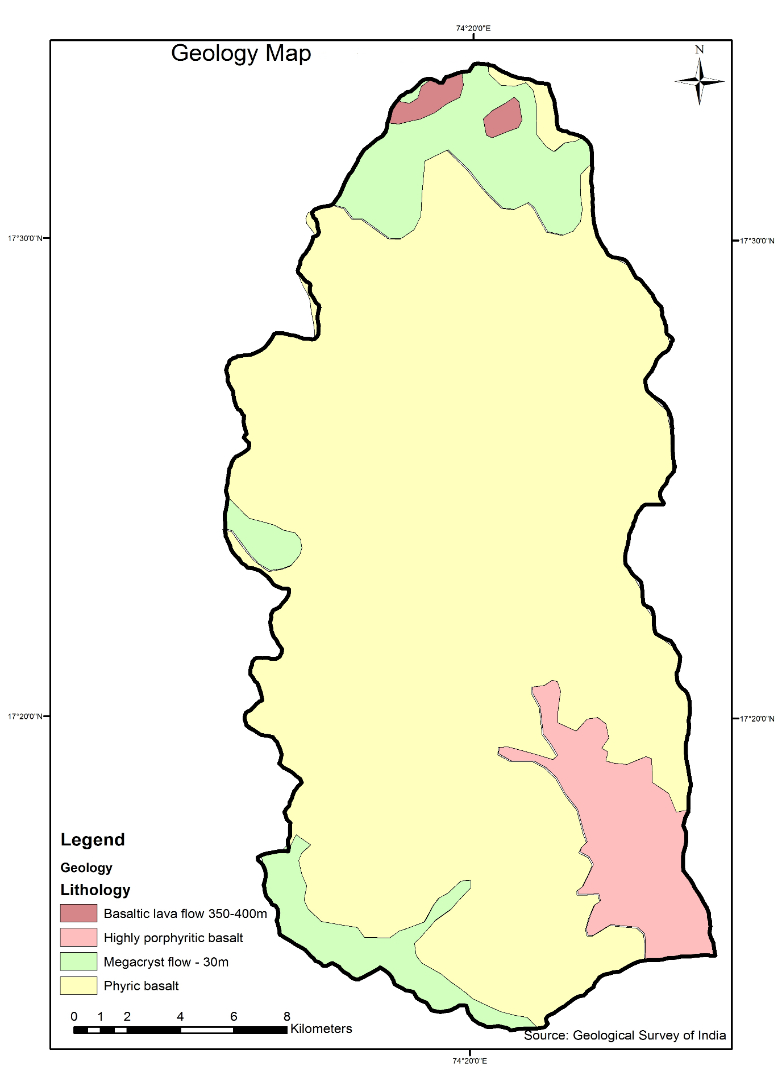 74°20'0"E
Geology Map
N
17°30'0"N
17°30'0"N
17°20'0"N
17°20'0"N
Legend
Geology
Lithology
Basaltic lava flow 350-400m
Highly porphyritic basalt
Megacryst flow - 30m
Phyric basalt
0 1 2 4 6 8
Kilometers
Source: Geological Survey of India
74°20'0"E